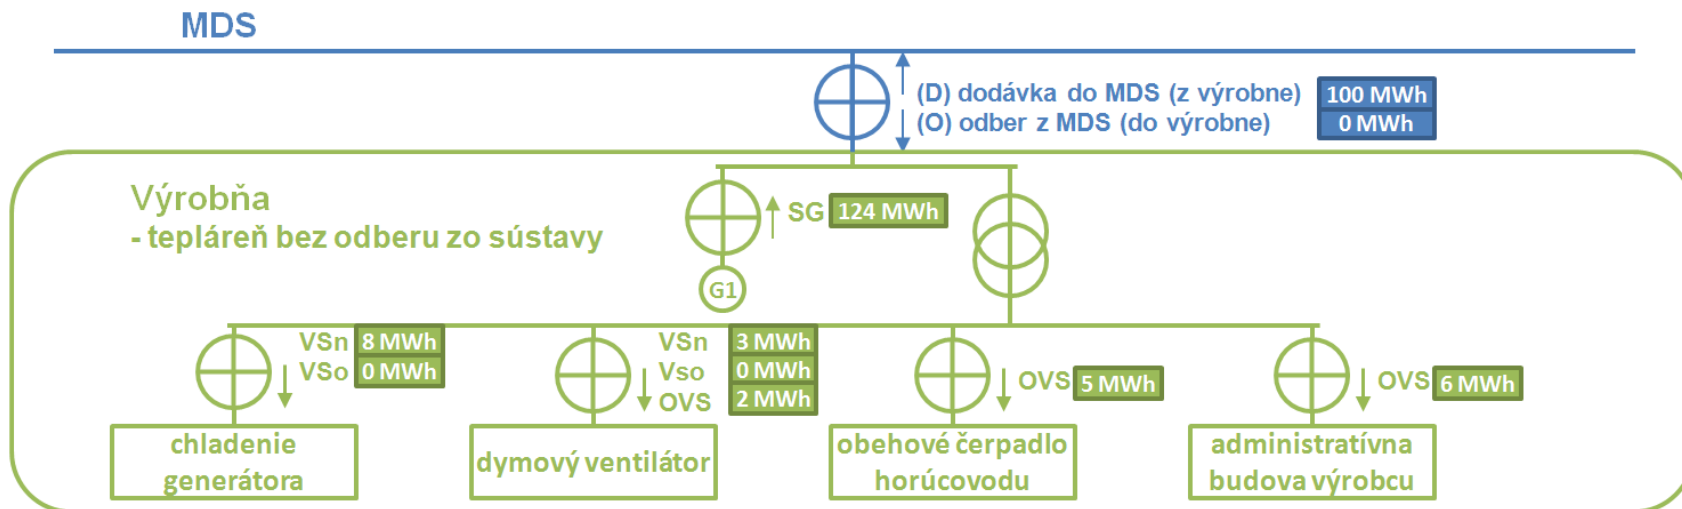 MDS
(D) dodávka do MDS (z výrobne) 100 MWh
(O) odber z MDS (do výrobne) 0 MWh
Výrobňa
- tepláreň bez odberu zo sústavy
SG 124 MWh
G1
VSn 8 MWh
VSo 0 MWh
VSn 3 MWh
Vso 0 MWh
OVS 2 MWh
OVS 5 MWh
OVS 6 MWh
chladenie
generátora
dymový ventilátor
obehové čerpadlo
horúcovodu
administratívna
budova výrobcu